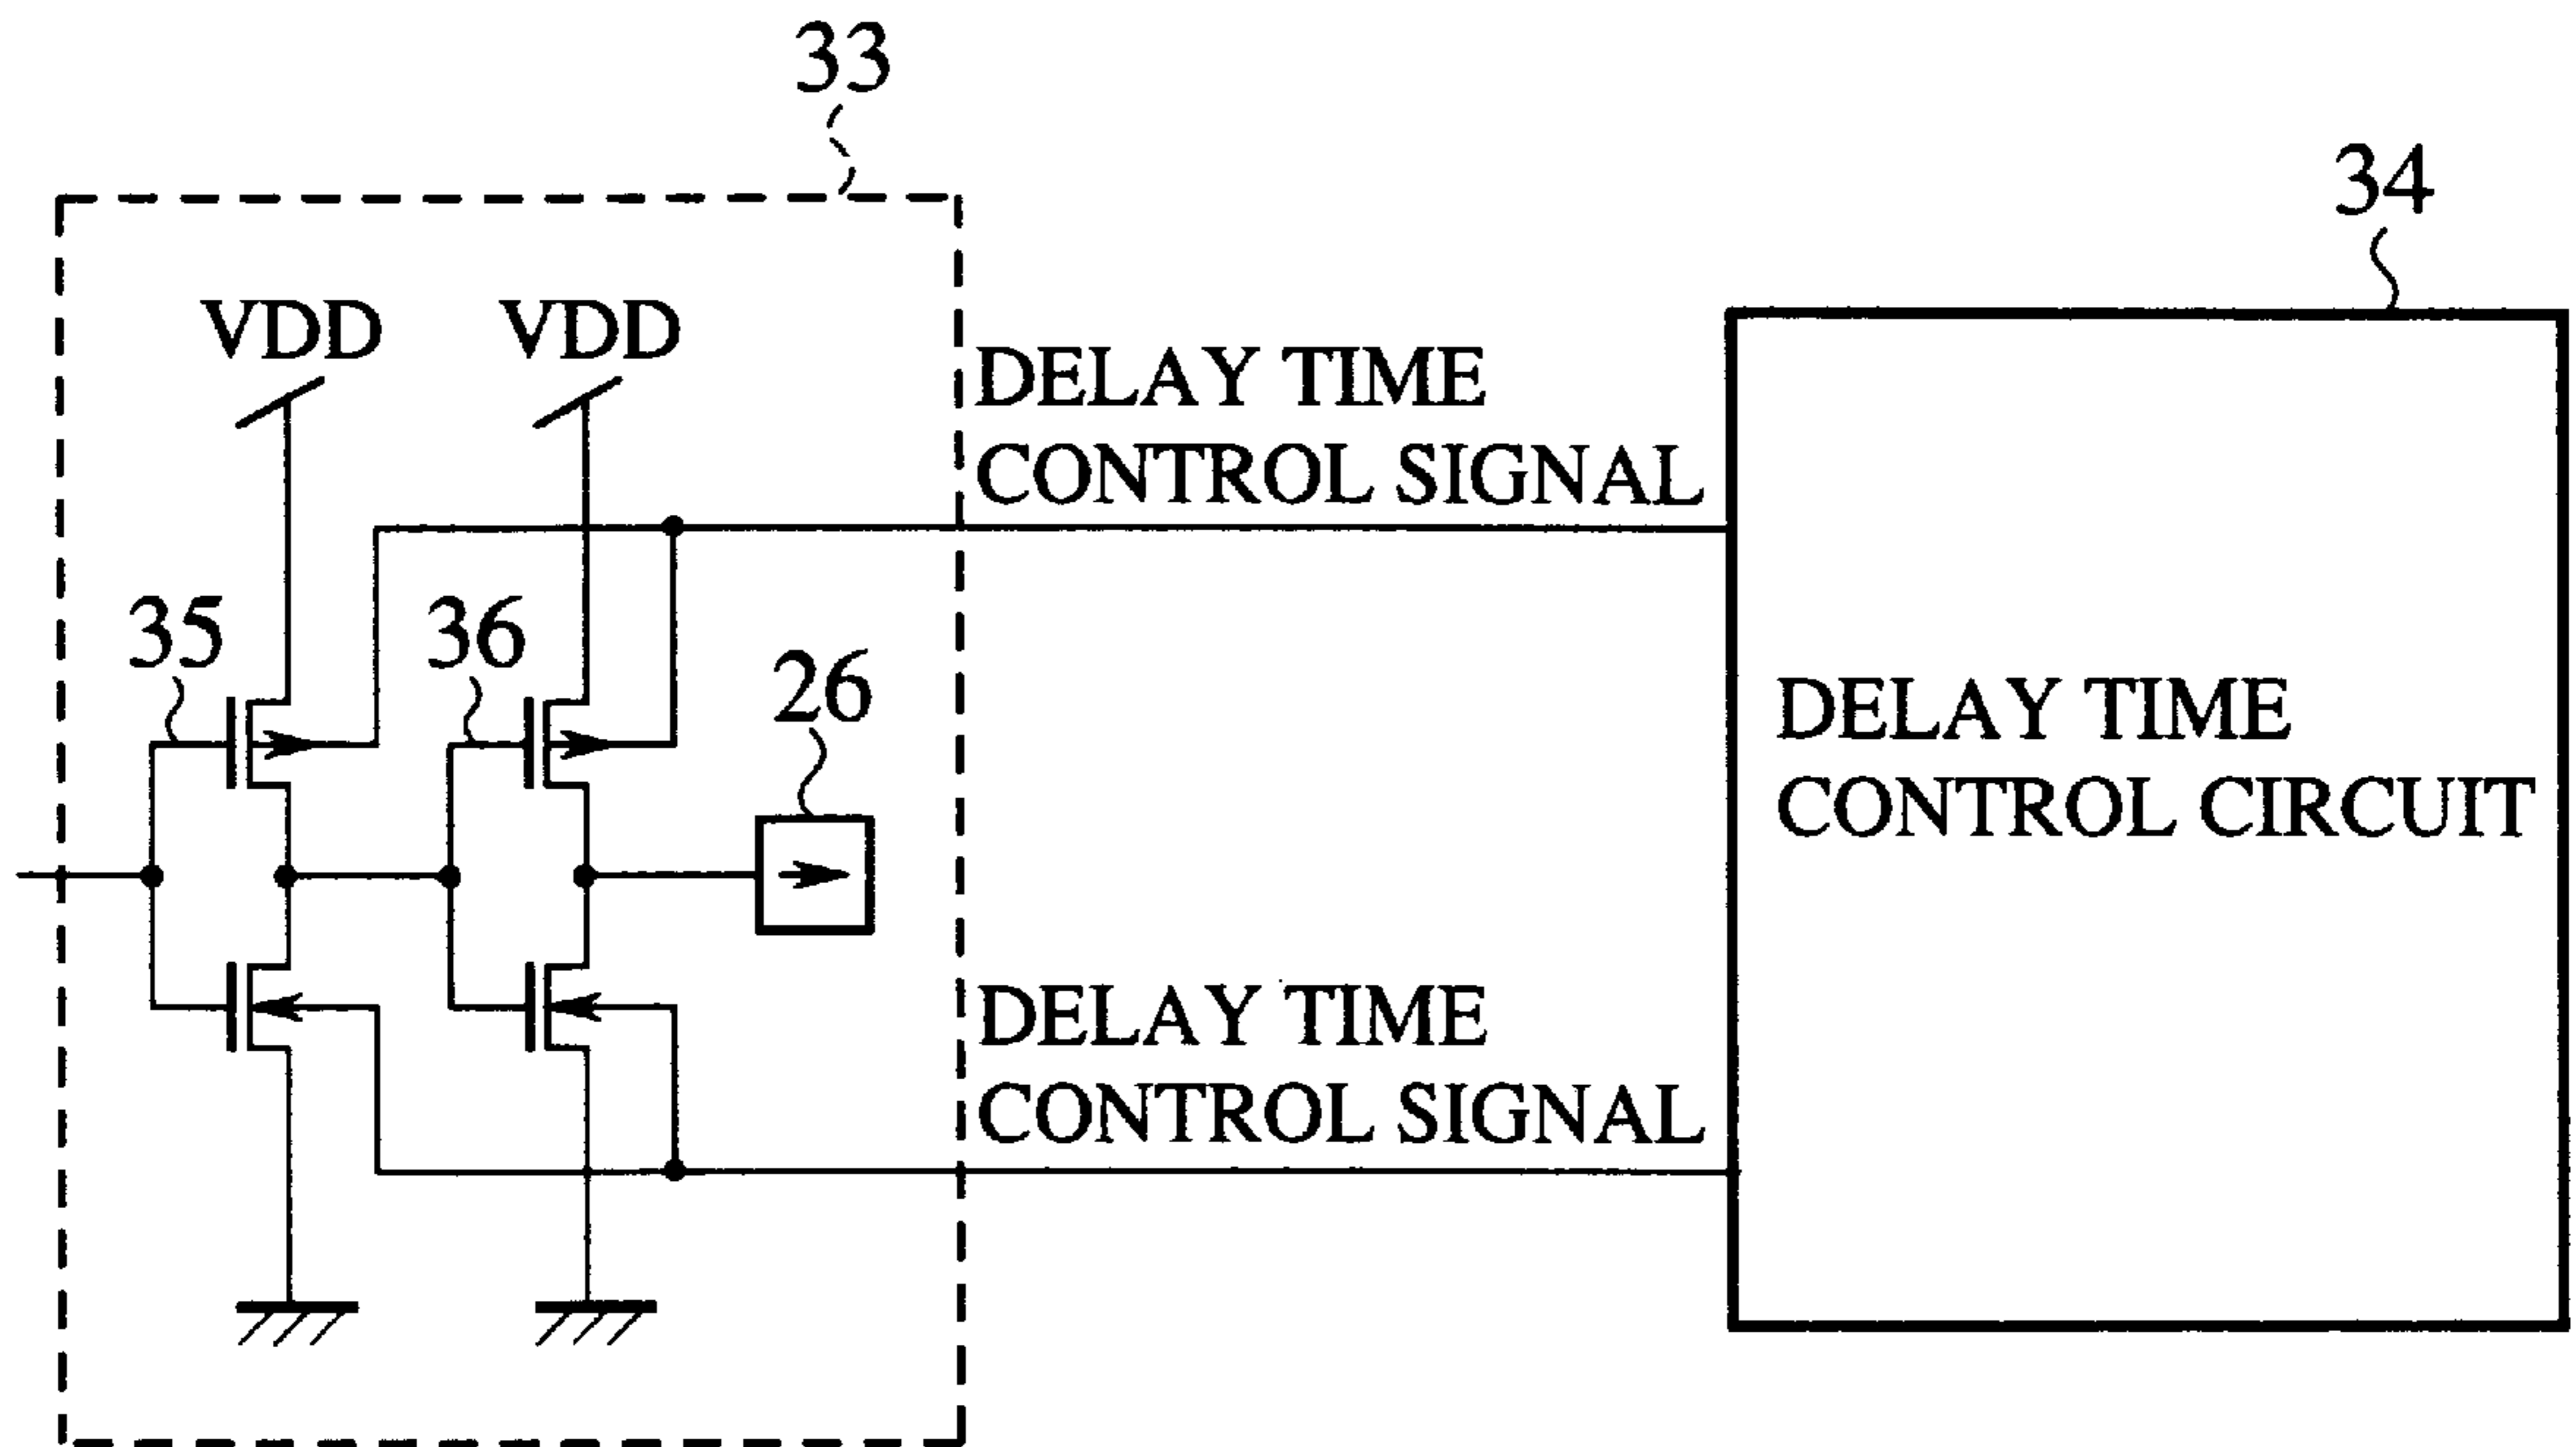 33
34
VDD VDD
DELAY TIME
CONTROL SIGNAL
35
36
26
DELAY TIME
CONTROL CIRCUIT
DELAY TIME
CONTROL SIGNAL